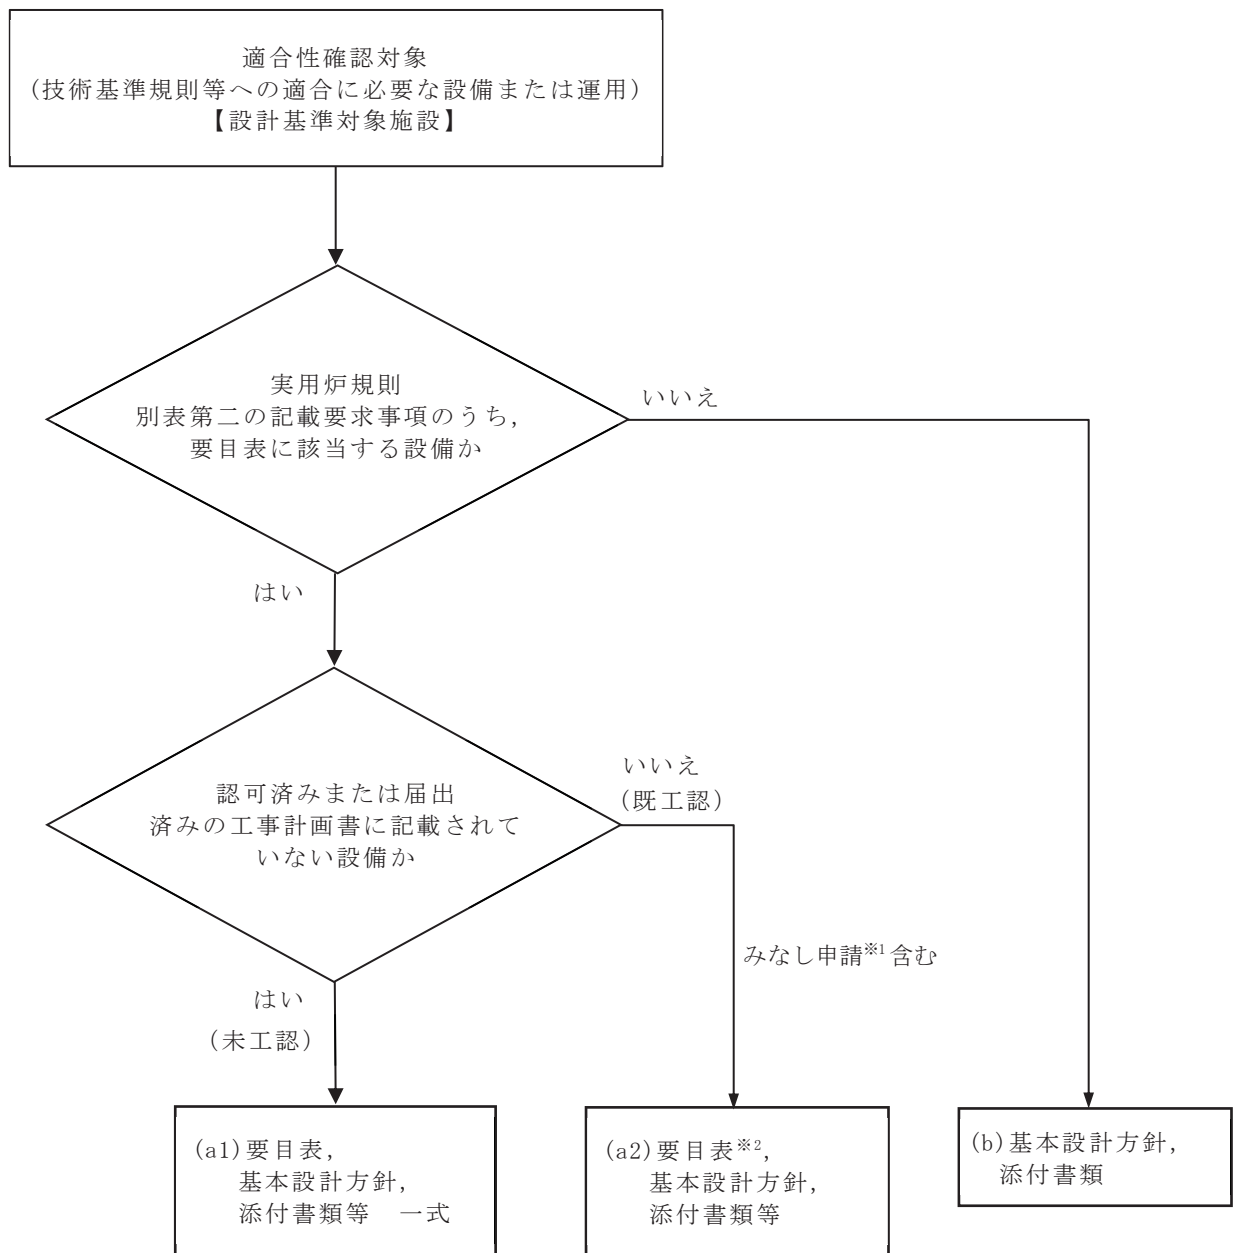 適合性確認対象
(技術基準規則等への適合に必要な設備または運用)
【設計基準対象施設】
実用炉規則
別表第二の記載要求事項のうち,
要目表に該当する設備か
いいえ
はい
認可済みまたは届出
済みの工事計画書に記載されて
いない設備か
いいえ
(既工認)
みなし申請※1含む
はい
(未工認)
(a1)要目表,
基本設計方針,
添付書類等　一式
(a2)要目表※2,
基本設計方針,
添付書類等
(b)基本設計方針,
添付書類